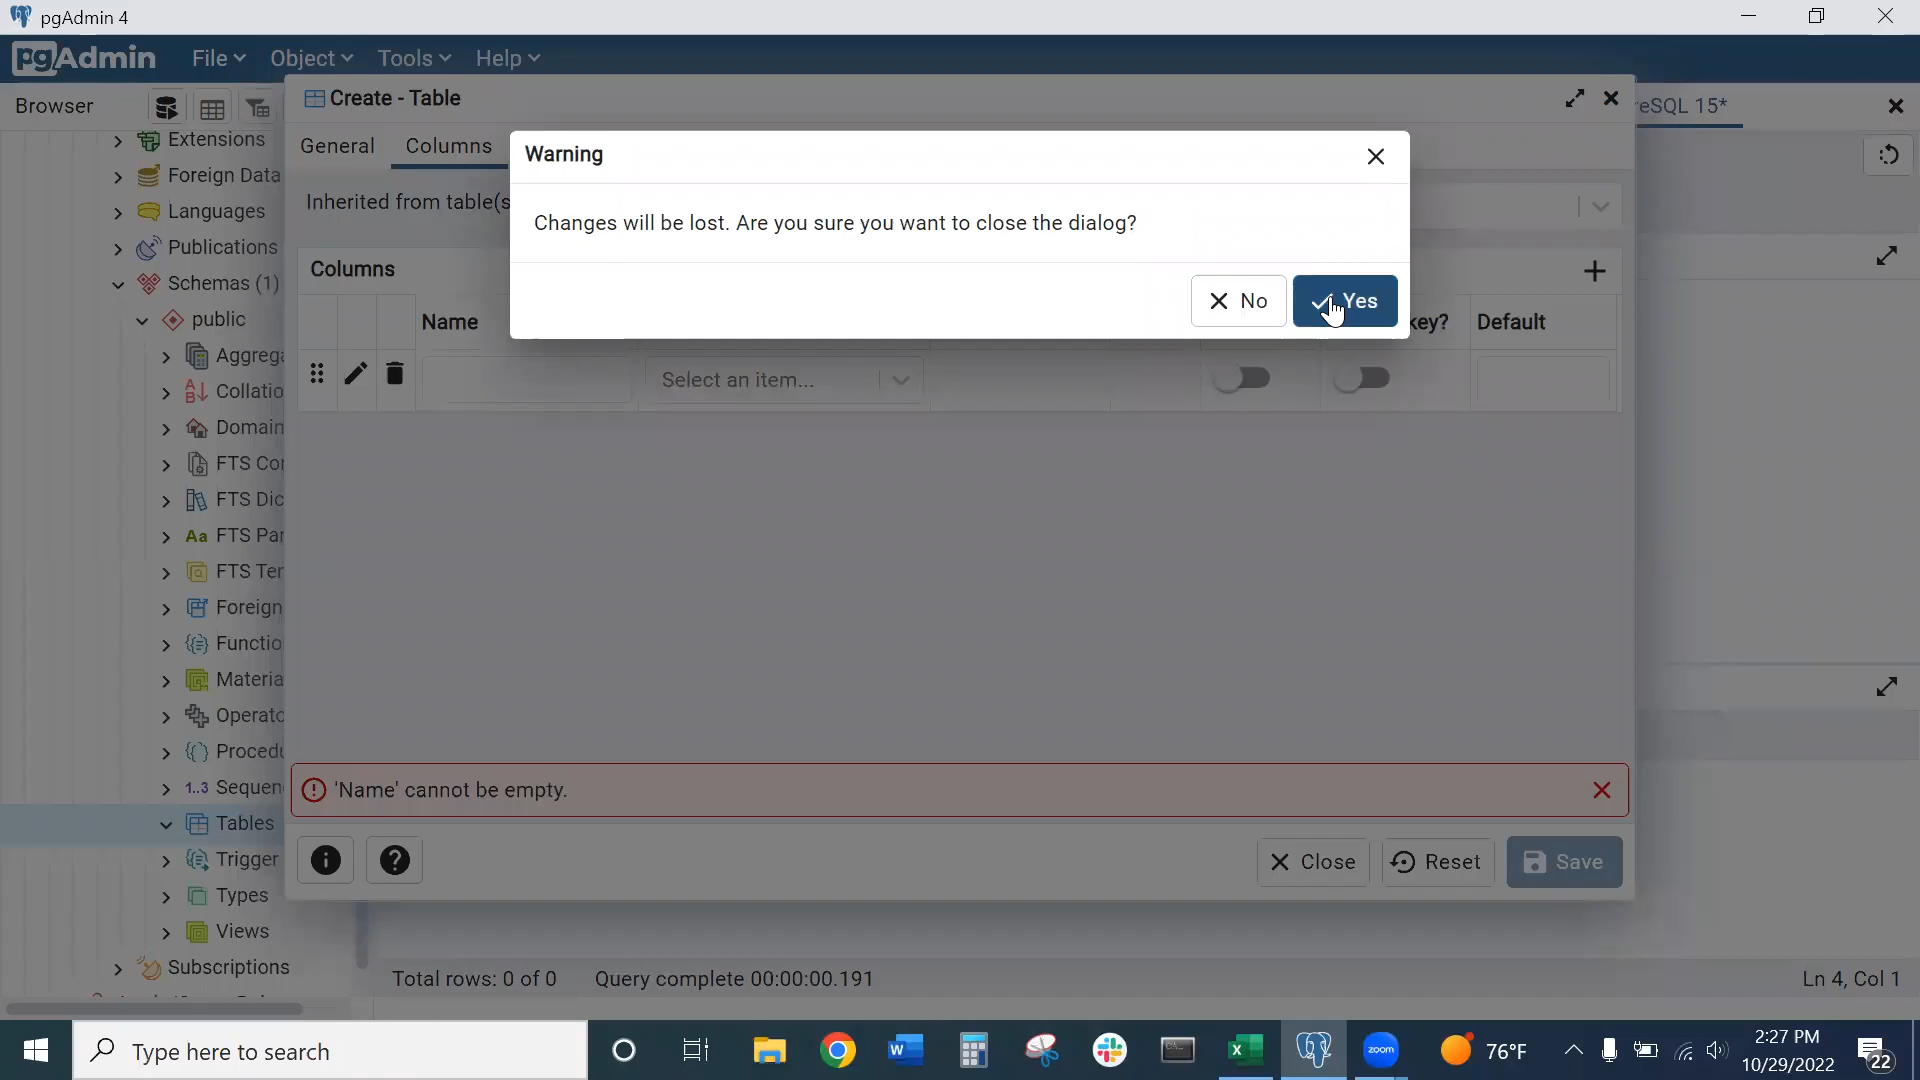 pgAdmin 4
pgAdmin File Object Tools Help
Browser
Create - Table
eSQL 15*
General Columns
Warning
Changes will be lost. Are you sure you want to close the dialog?
No Yes
Inherited from table(s
Columns
Name key? Default
Select an item...
'Name' cannot be empty.
Close Reset Save
Extensions
Foreign Data
Languages
Publications
Schemas (1)
public
Aggrega
Collatio
Domain
FTS Co
FTS Dic
FTS Par
FTS Te
Foreign
Functio
Materia
Operato
Procedu
1..3 Sequen
Tables
Trigger
Types
Views
Subscriptions
Total rows: 0 of 0 Query complete 00:00:00.191 Ln 4, Col 1
Type here to search
zoom
76°F
2:27 PM
10/29/2022
22